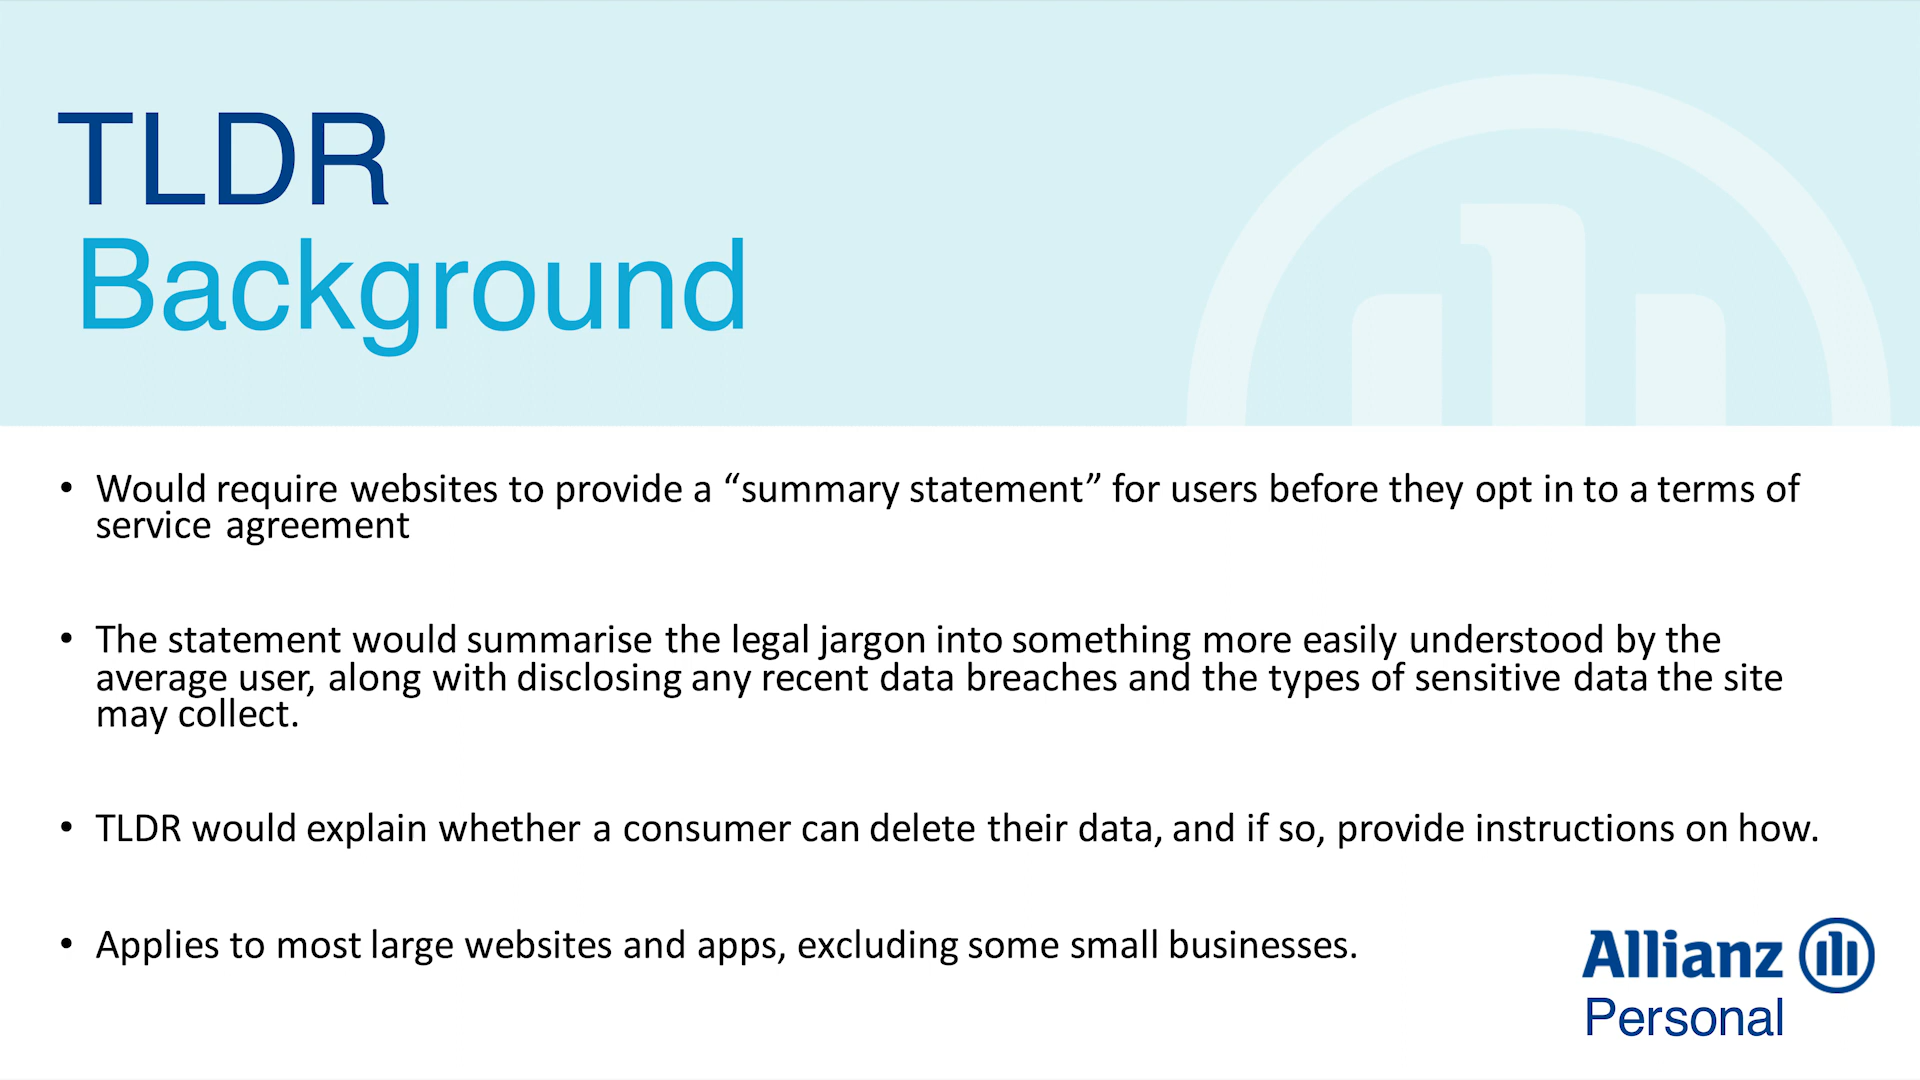 TLDR
Background
• Would require websites to provide a “summary statement” for users before they opt in to a terms of
service agreement
• The statement would summarise the legal jargon into something more easily understood by the
average user, along with disclosing any recent data breaches and the types of sensitive data the site
may collect.
• TLDR would explain whether a consumer can delete their data, and if so, provide instructions on how.
• Applies to most large websites and apps, excluding some small businesses.
Allianz
Personal